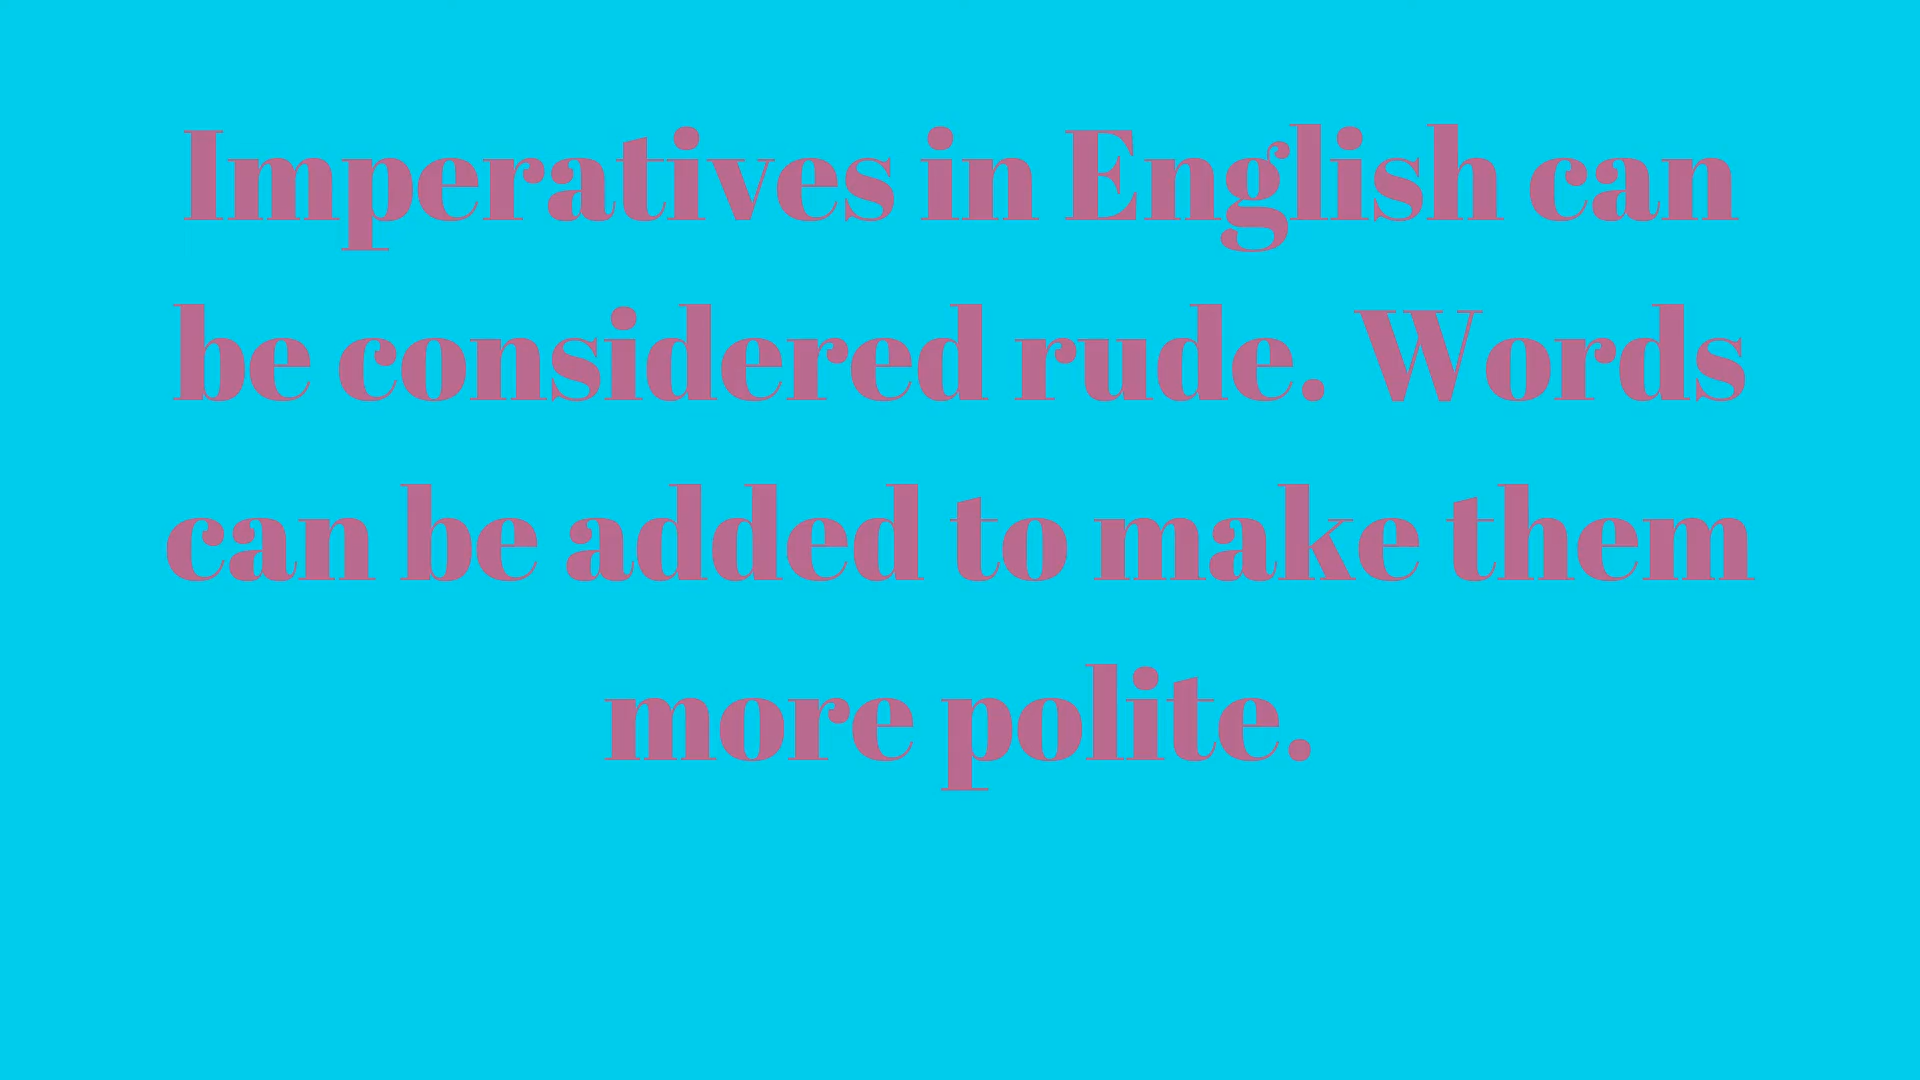 Imperatives in English can
be considered rude. Words
can be added to make them
more polite.